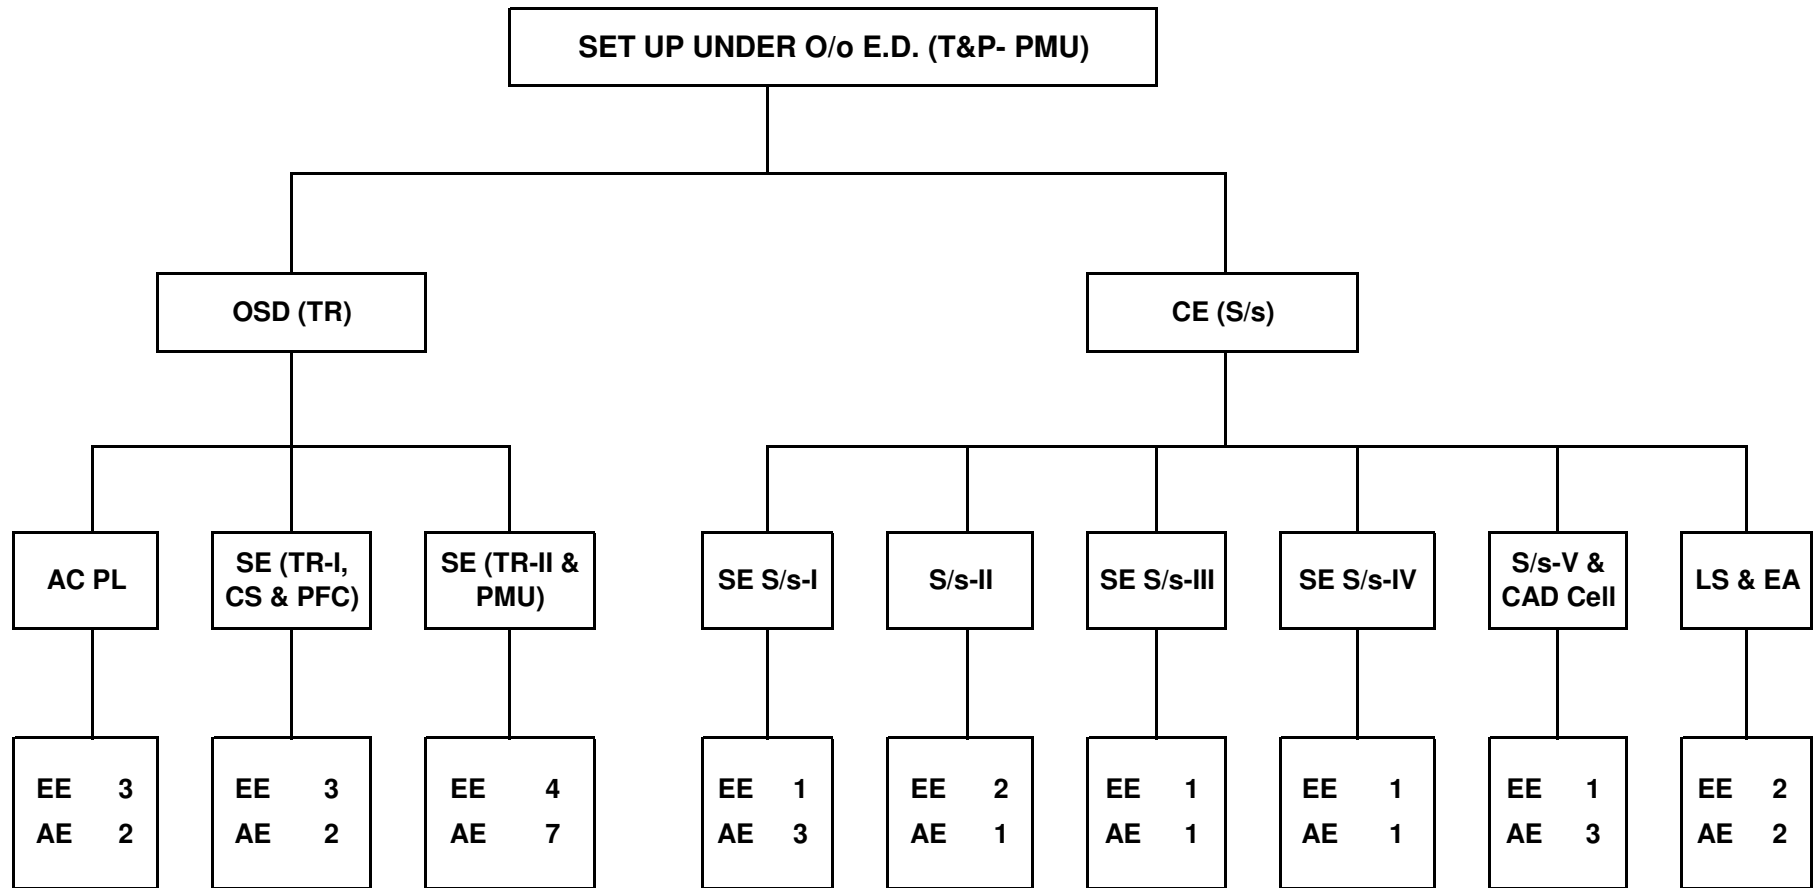 SET UP UNDER O/o E.D. (T&P- PMU)
OSD (TR)
CE (S/s)
AC PL
SE (TR-I,
CS & PFC)
SE (TR-II &
PMU)
SE S/s-I
S/s-II
SE S/s-III
SE S/s-IV
S/s-V &
CAD Cell
LS & EA
EE 3
AE 2
EE 3
AE 2
EE 4
AE 7
EE 1
AE 3
EE 2
AE 1
EE 1
AE 1
EE 1
AE 1
EE 1
AE 3
EE 2
AE 2